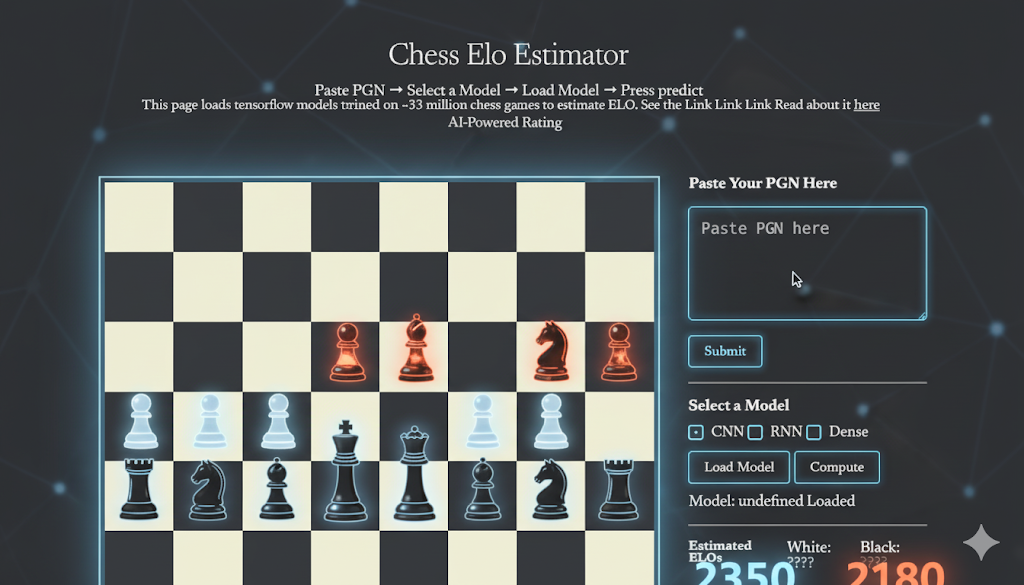 Chess Elo Estimator
Paste PGN → Select a Model → Load Model → Press predict
This page loads tensorflow models trrined on ~33 million chess games to estimate ELO. See the Link Link Link Read about it here
AI-Powered Rating
Paste Your PGN Here
Paste PGN here
Submit
Select a Model
CNN RNN Dense
Load Model Compute
Model: undefined Loaded
Estimated White: Black:
ELOs ???? ????
2350 2180